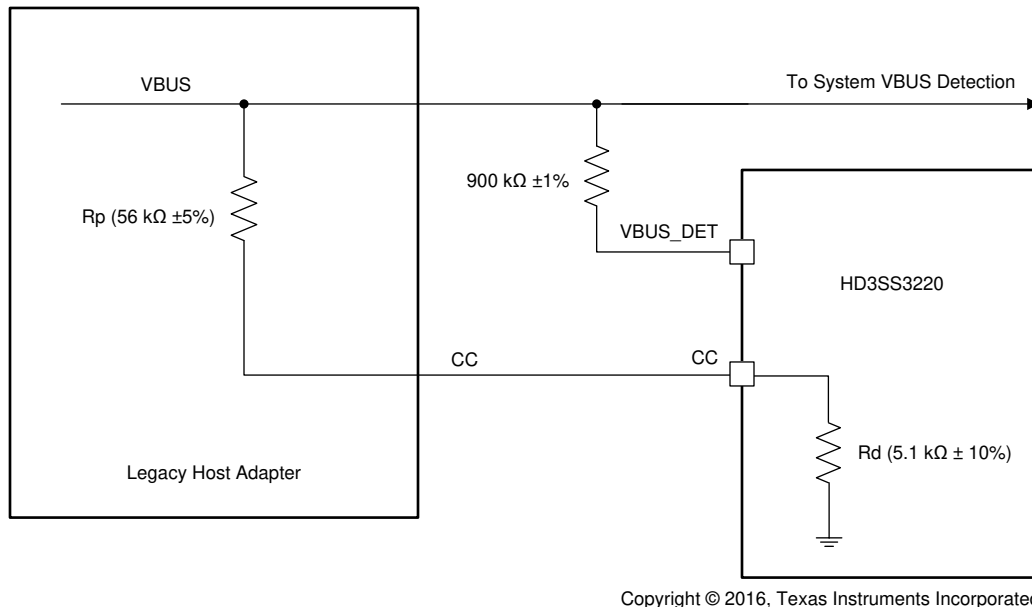 VBUS
To System VBUS Detection
900 kΩ ±1%
Rp (56 kΩ ±5%)
VBUS_DET
HD3SS3220
CC
CC
Rd (5.1 kΩ ± 10%)
Legacy Host Adapter
Copyright © 2016, Texas Instruments Incorporated